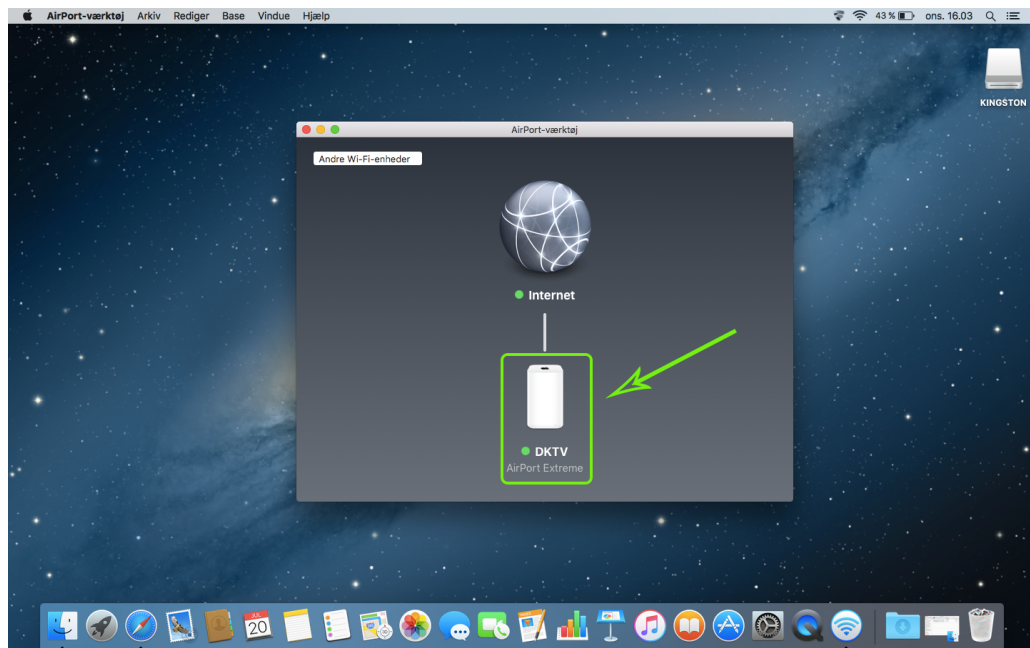 AirPort-værktøj Arkiv Rediger Base Vindue Hjælp 43 % ons. 16.03
KINGSTON
AirPort-værktøj
Andre Wi-Fi-enheder
Internet
DKTV
AirPort Extreme
20